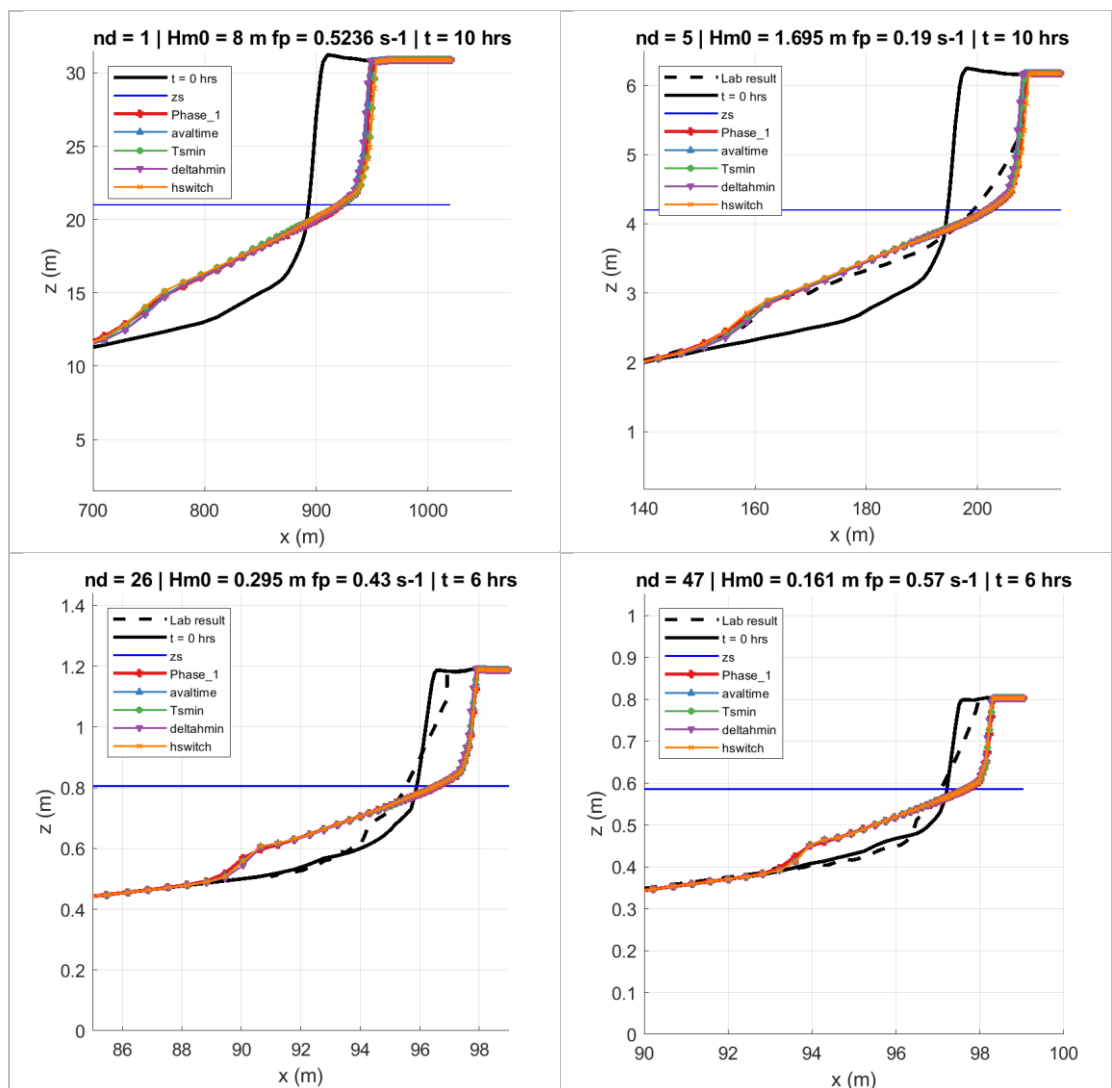 nd = 1 | Hm0 = 8 m fp = 0.5236 s-1 | t = 10 hrs
t = 0 hrs
zs
Phase_1
avaltime
Tsmin
deltahmin
hswitch
30
25
20
15
10
5
z (m)
700
800
900
1000
x (m)
nd = 5 | Hm0 = 1.695 m fp = 0.19 s-1 | t = 10 hrs
Lab result
t = 0 hrs
zs
Phase_1
avaltime
Tsmin
deltahmin
hswitch
6
5
4
3
2
1
z (m)
140
160
180
200
x (m)
nd = 26 | Hm0 = 0.295 m fp = 0.43 s-1 | t = 6 hrs
Lab result
t = 0 hrs
zs
Phase_1
avaltime
Tsmin
deltahmin
hswitch
1.4
1.2
1
0.8
0.6
0.4
0.2
0
z (m)
86
88
90
92
94
96
98
x (m)
nd = 47 | Hm0 = 0.161 m fp = 0.57 s-1 | t = 6 hrs
Lab result
t = 0 hrs
zs
Phase_1
avaltime
Tsmin
deltahmin
hswitch
1
0.9
0.8
0.7
0.6
0.5
0.4
0.3
0.2
0.1
0
z (m)
90
92
94
96
98
100
x (m)